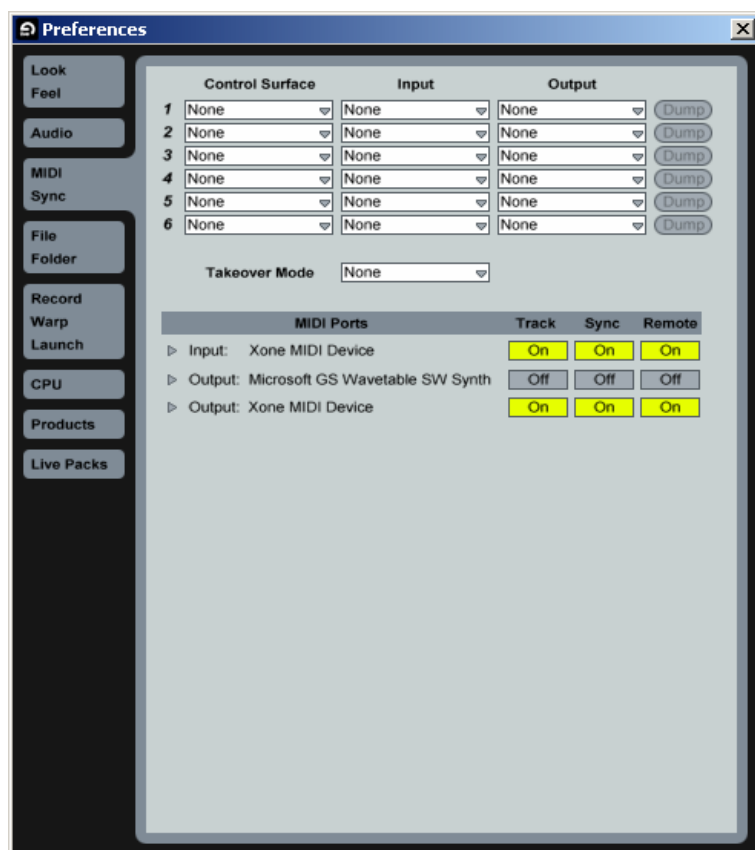 Preferences
Look
Feel
Audio
MIDI
Sync
File
Folder
Record
Warp
Launch
CPU
Products
Live Packs
Control Surface Input Output
1 None None None Dump
2 None None None Dump
3 None None None Dump
4 None None None Dump
5 None None None Dump
6 None None None Dump
Takeover Mode None
MIDI Ports Track Sync Remote
Input: Xone MIDI Device On On On
Output: Microsoft GS Wavetable SW Synth Off Off Off
Output: Xone MIDI Device On On On